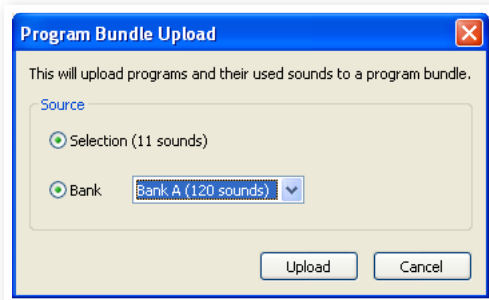 Program Bundle Upload
This will upload programs and their used sounds to a program bundle.
Source
Selection (11 sounds)
Bank Bank A (120 sounds)
Upload Cancel